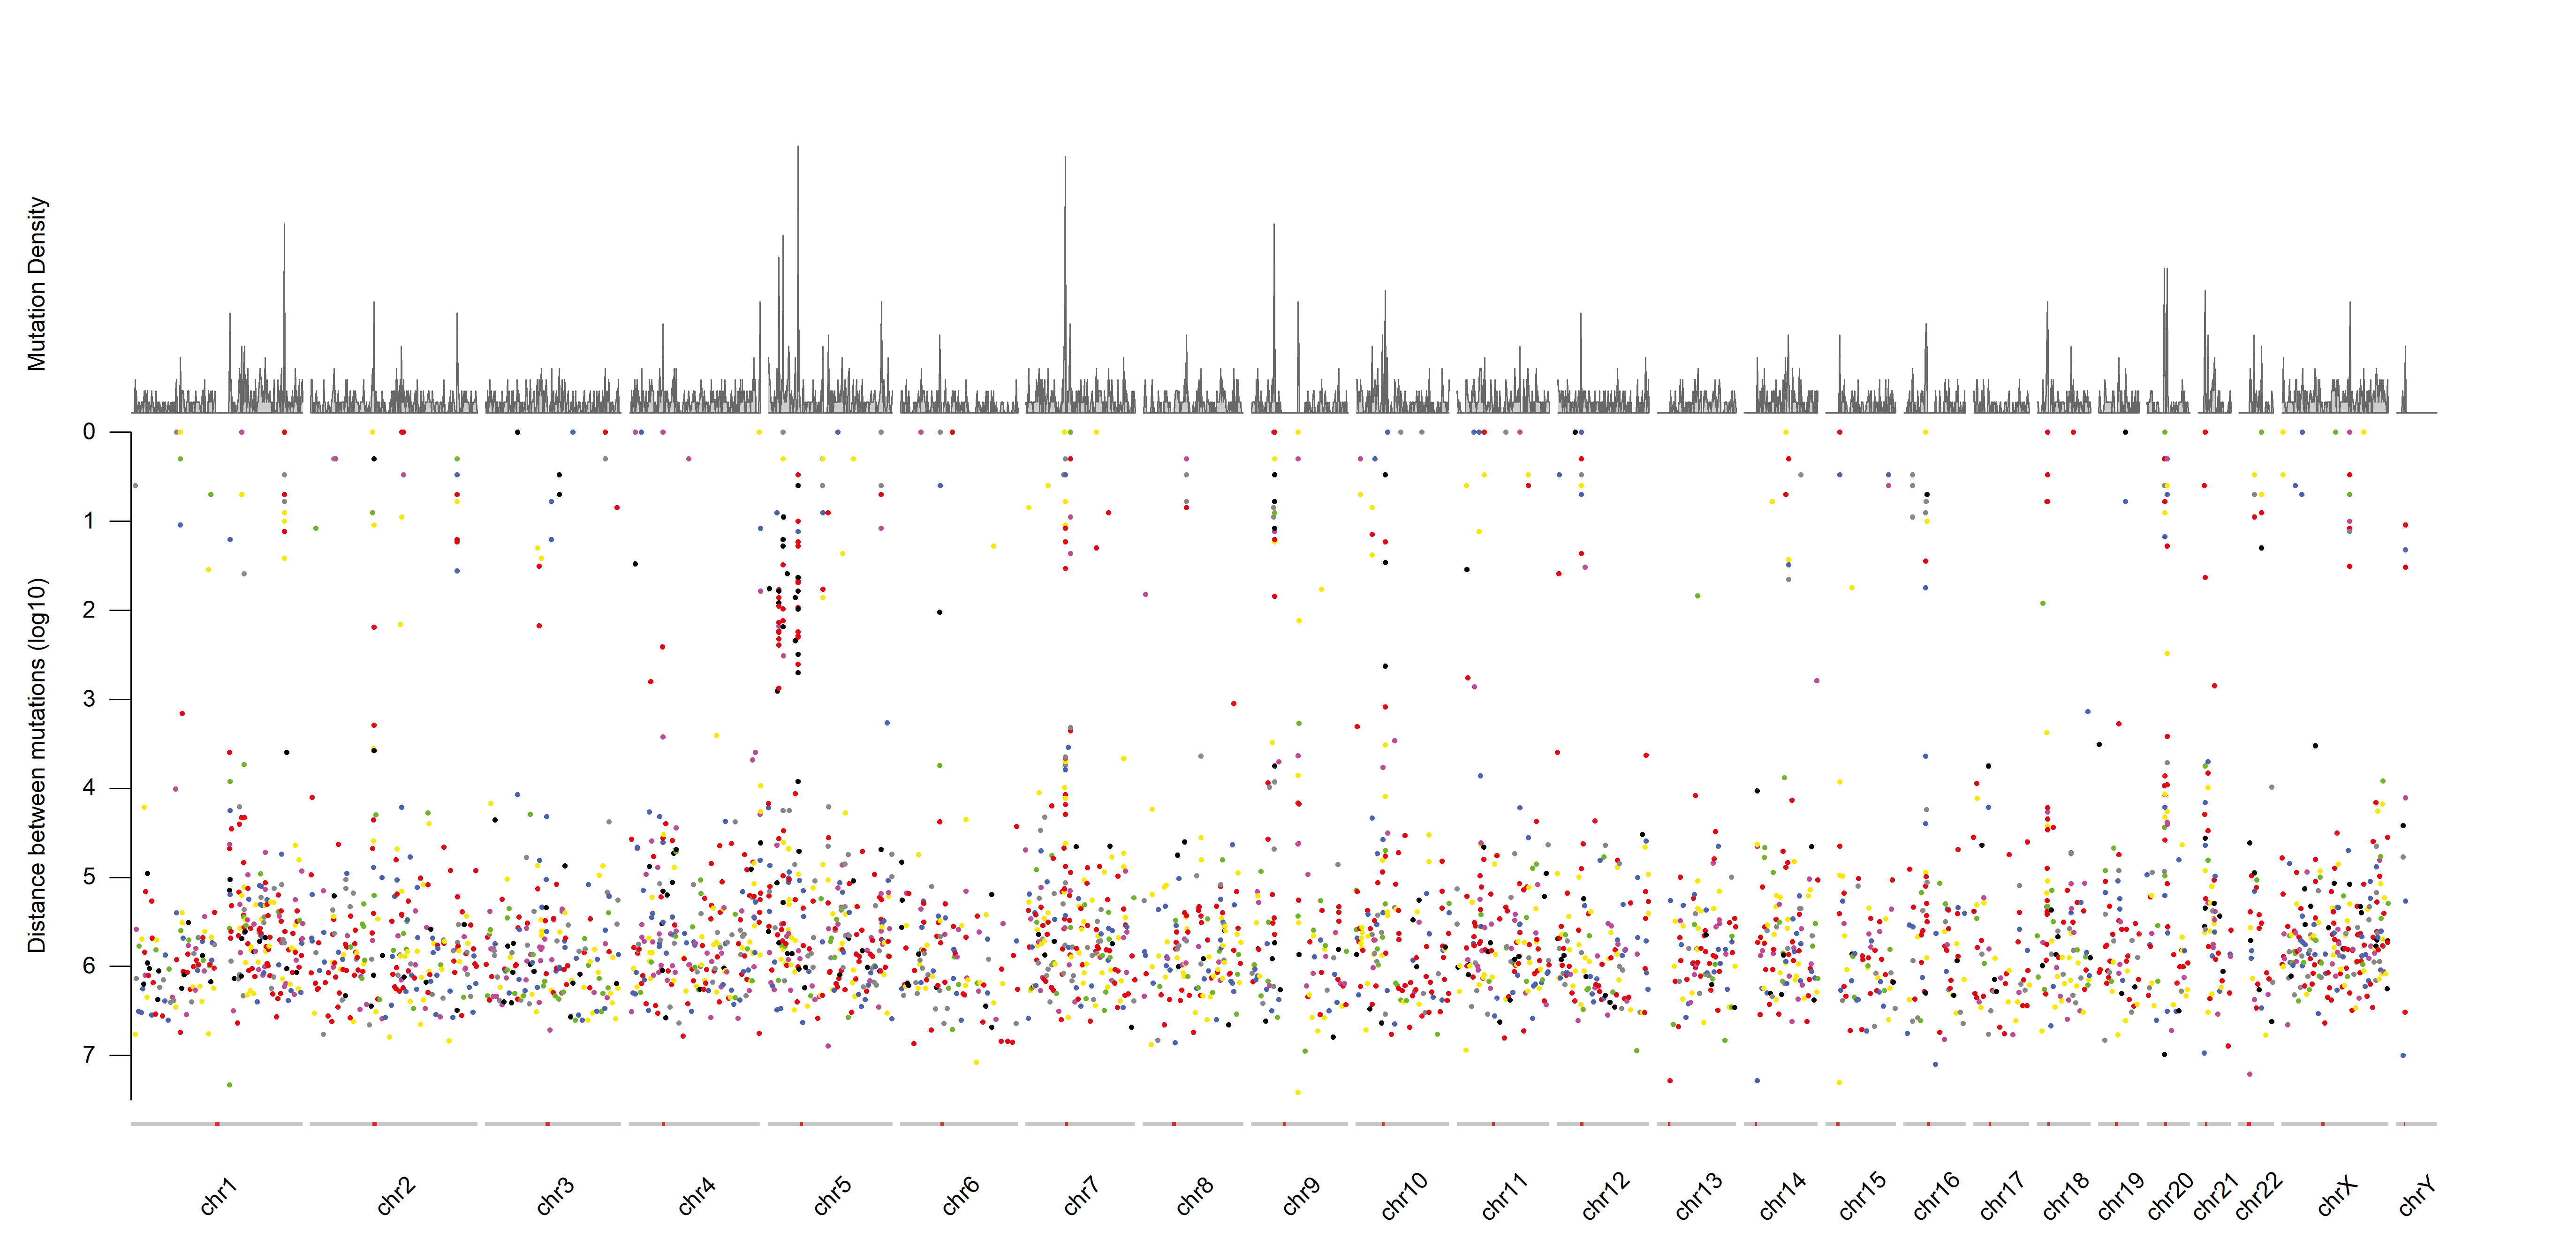 Mutation Density
Distance between mutations (log10)
0
1
2
3
4
5
6
7
chr1
chr2
chr3
chr4
chr5
chr6
chr7
chr8
chr9
chr10
chr11
chr12
chr13
chr14
chr15
chr16
chr17
chr18
chr19
chr20
chr21
chr22
chrX
chrY